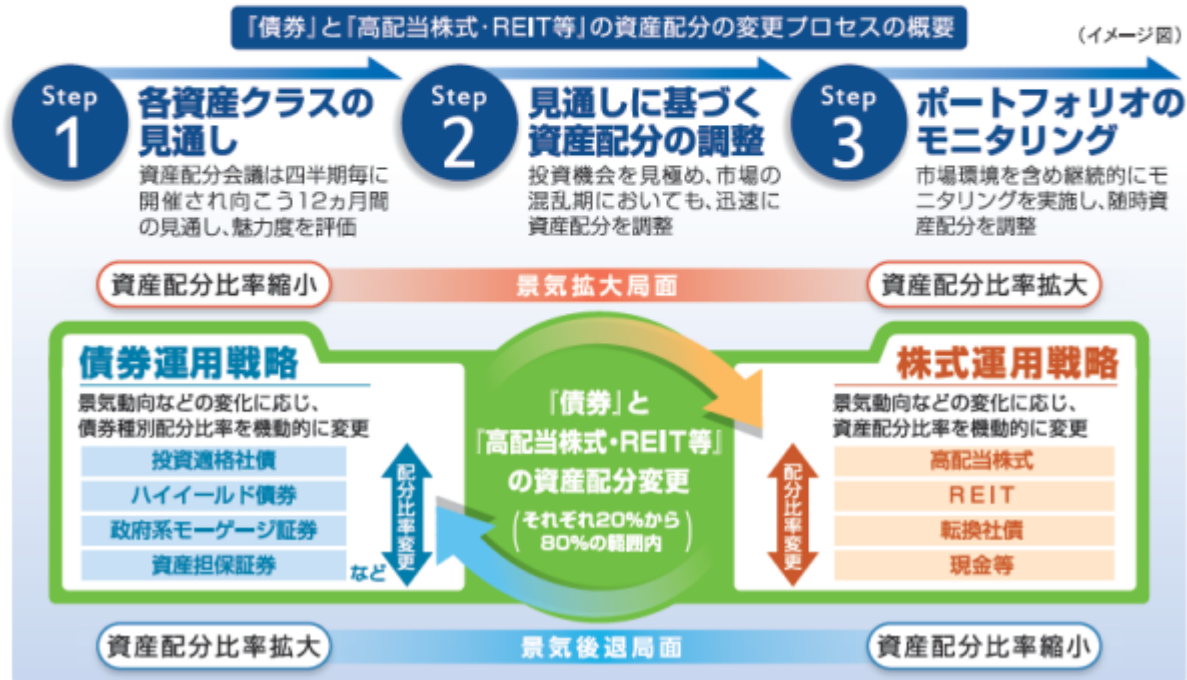 『債券』と『高配当株式・REIT等』の資産配分の変更プロセスの概要
(イメージ図)
Step
1
各資産クラスの
見通し
資産配分会議は四半期毎に
開催され向こう12ヵ月間
の見通し、魅力度を評価
Step
2
見通しに基づく
資産配分の調整
投資機会を見極め、市場の
混乱期においても、迅速に
資産配分を調整
Step
3
ポートフォリオの
モニタリング
市場環境を含め継続的にモ
ニタリングを実施し、随時資
産配分を調整
資産配分比率縮小
景気拡大局面
資産配分比率拡大
債券運用戦略
景気動向などの変化に応じ、
債券種別配分比率を機動的に変更
投資適格社債
ハイイールド債券
政府系モーゲージ証券
資産担保証券
など
配分比率変更
『債券』と
『高配当株式・REIT等』
の資産配分変更
(それぞれ20%から
80%の範囲内)
株式運用戦略
景気動向などの変化に応じ、
資産配分比率を機動的に変更
配分比率変更
高配当株式
REIT
転換社債
現金等
資産配分比率拡大
景気後退局面
資産配分比率縮小